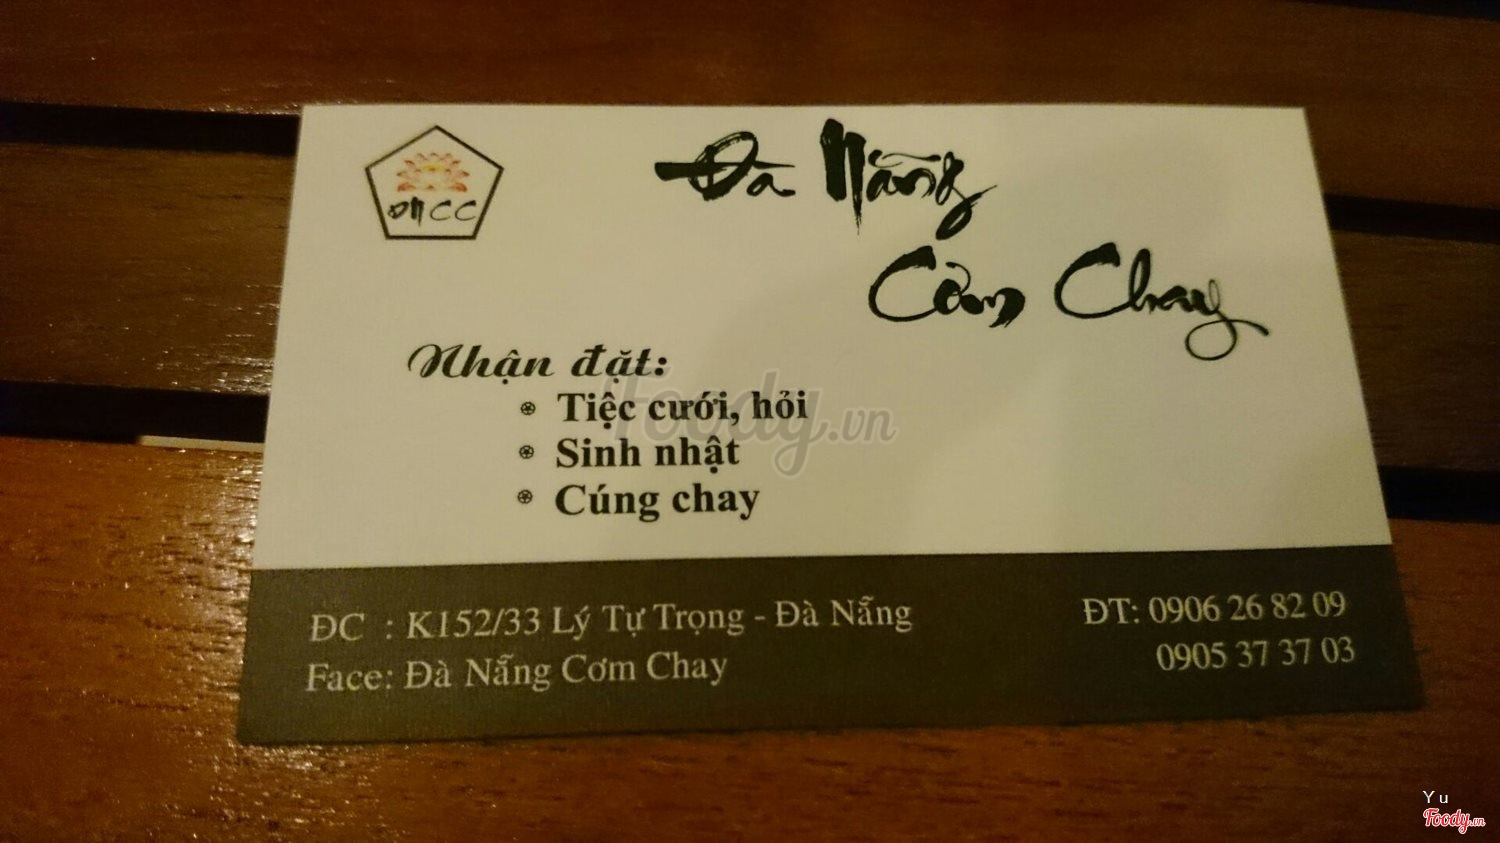 ĐNCC
Đà Nẵng
Cơm Chay
Nhận đặt:
Tiệc cưới, hỏi
Sinh nhật
Cúng chay
Foody.vn
ĐC : K152/33 Lý Tự Trọng - Đà Nẵng
ĐT: 0906 26 82 09
Face: Đà Nẵng Cơm Chay
0905 37 37 03
Yu
Foody.vn